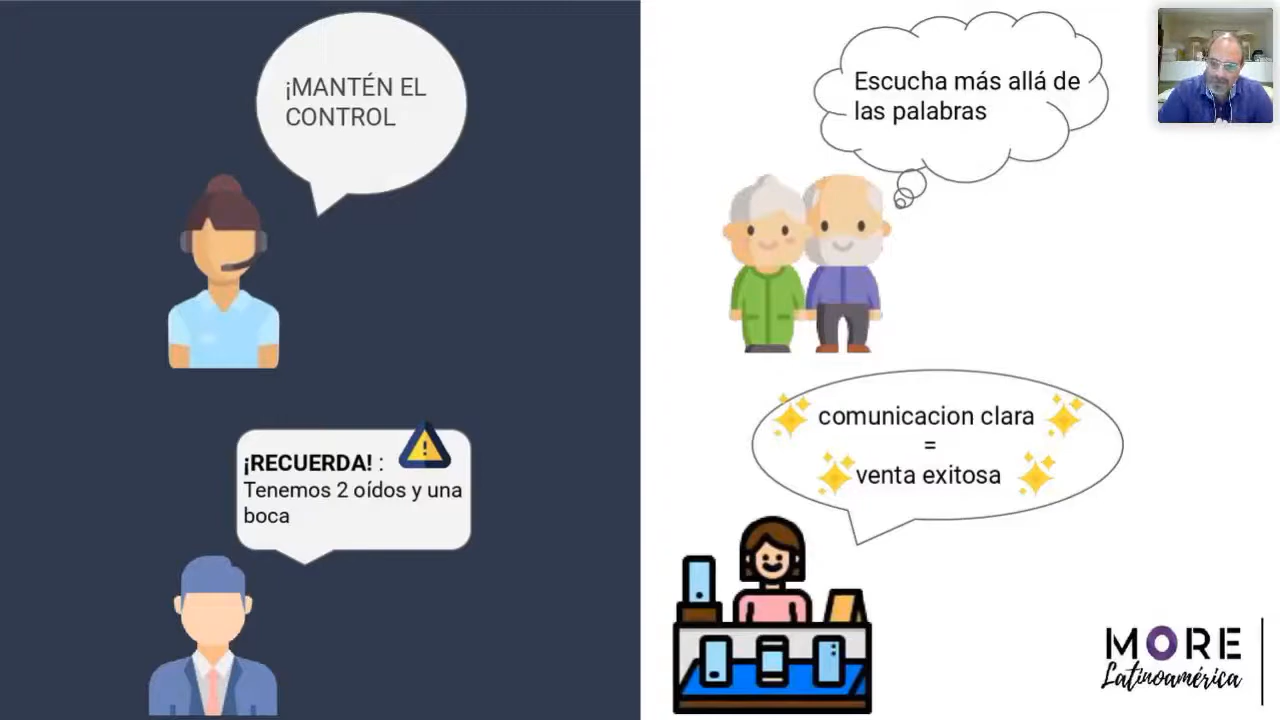 ¡MANTÉN EL
CONTROL
Escucha más allá de
las palabras
¡RECUERDA! :
Tenemos 2 oídos y una
boca
comunicacion clara
=
venta exitosa
MORE
Latinoamérica